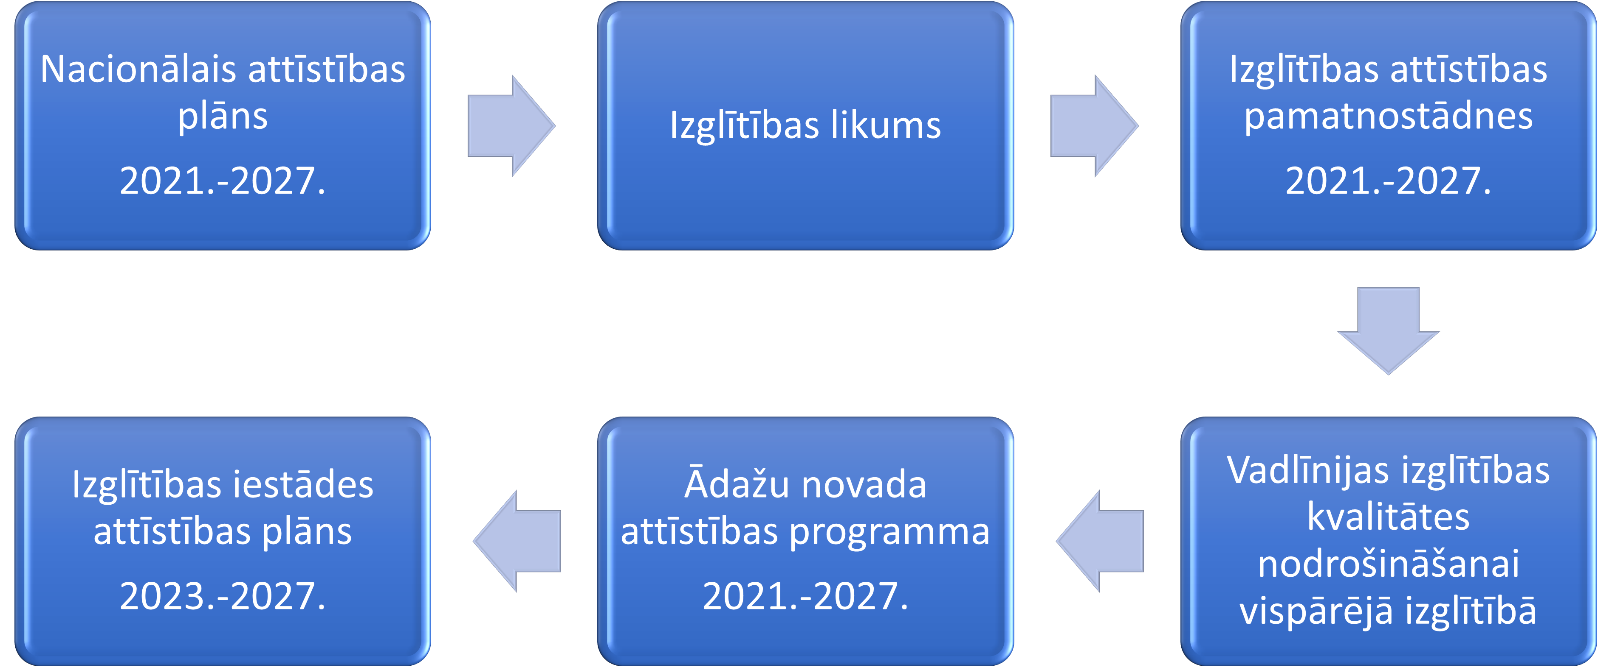 Nacionālais attīstības
plāns
2021.-2027.
Izglītības likums
Izglītības attīstības
pamatnostādnes
2021.-2027.
Vadlīnijas izglītības
kvalitātes
nodrošināšanai
vispārējā izglītībā
Ādažu novada
attīstības programma
2021.-2027.
Izglītības iestādes
attīstības plāns
2023.-2027.